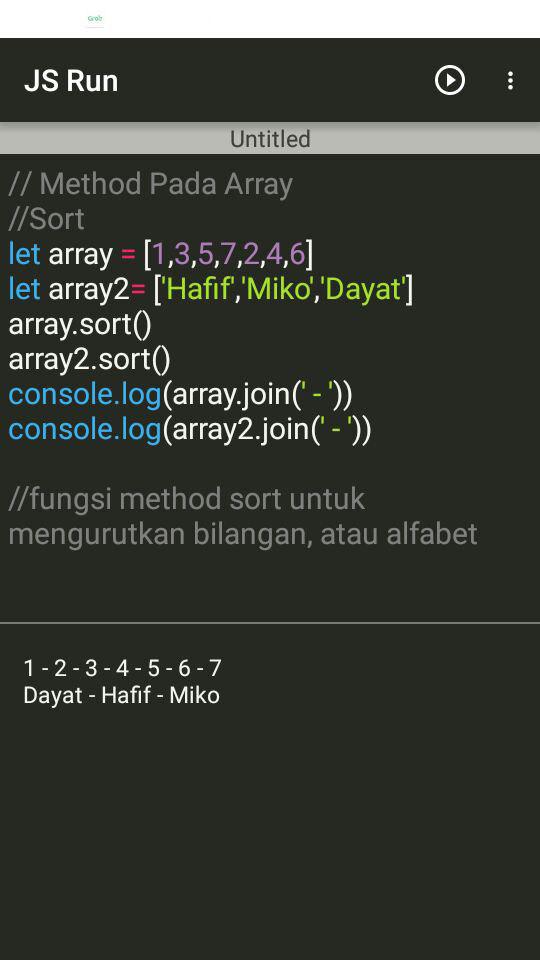 Grab
JS Run
Untitled
// Method Pada Array
//Sort
let array = [1,3,5,7,2,4,6]
let array2= ['Hafif','Miko','Dayat']
array.sort()
array2.sort()
console.log(array.join(' - '))
console.log(array2.join(' - '))
//fungsi method sort untuk
mengurutkan bilangan, atau alfabet
1 - 2 - 3 - 4 - 5 - 6 - 7
Dayat - Hafif - Miko